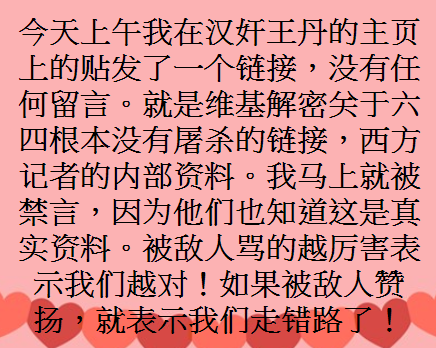 今天上午我在汉奸王丹的主页
上的贴发了一个链接，没有任
何留言。就是维基解密关于六
四根本没有屠杀的链接，西方
记者的内部资料。我马上就被
禁言，因为他们也知道这是真
实资料。被敌人骂的越厉害表
示我们越对！如果被敌人赞
扬，就表示我们走错路了！